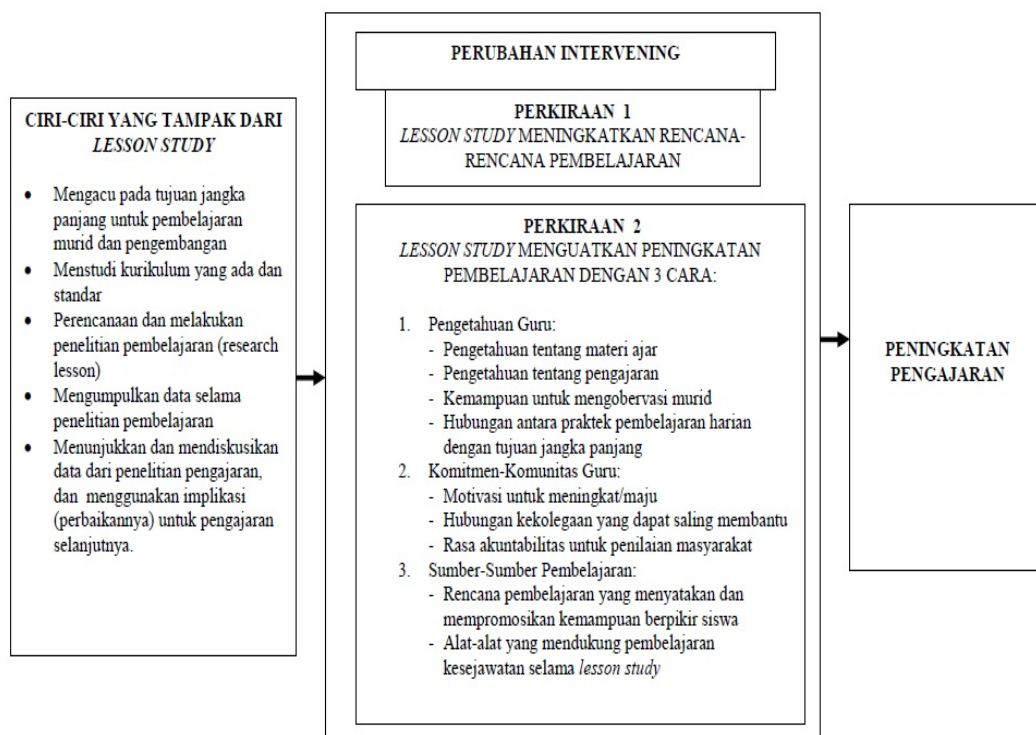 CIRI-CIRI YANG TAMPAK DARI
LESSON STUDY
• Mengacu pada tujuan jangka
panjang untuk pembelajaran
murid dan pengembangan
• Menstudi kurikulum yang ada dan
standar
• Perencanaan dan melakukan
penelitian pembelajaran (research
lesson)
• Mengumpulkan data selama
penelitian pembelajaran
• Menunjukkan dan mendiskusikan
data dari penelitian pengajaran,
dan menggunakan implikasi
(perbaikannya) untuk pengajaran
selanjutnya.
PERUBAHAN INTERVENING
PERKIRAAN 1
LESSON STUDY MENINGKATKAN RENCANA-
RENCANA PEMBELAJARAN
PERKIRAAN 2
LESSON STUDY MENGUATKAN PENINGKATAN
PEMBELAJARAN DENGAN 3 CARA:
1. Pengetahuan Guru:
- Pengetahuan tentang materi ajar
- Pengetahuan tentang pengajaran
- Kemampuan untuk mengobervasi murid
- Hubungan antara praktek pembelajaran harian
dengan tujuan jangka panjang
2. Komitmen-Komunitas Guru:
- Motivasi untuk meningkat/maju
- Hubungan kekolegaan yang dapat saling membantu
- Rasa akuntabilitas untuk penilaian masyarakat
3. Sumber-Sumber Pembelajaran:
- Rencana pembelajaran yang menyatakan dan
mempromosikan kemampuan berpikir siswa
- Alat-alat yang mendukung pembelajaran
kesejawatan selama lesson study
PENINGKATAN
PENGAJARAN